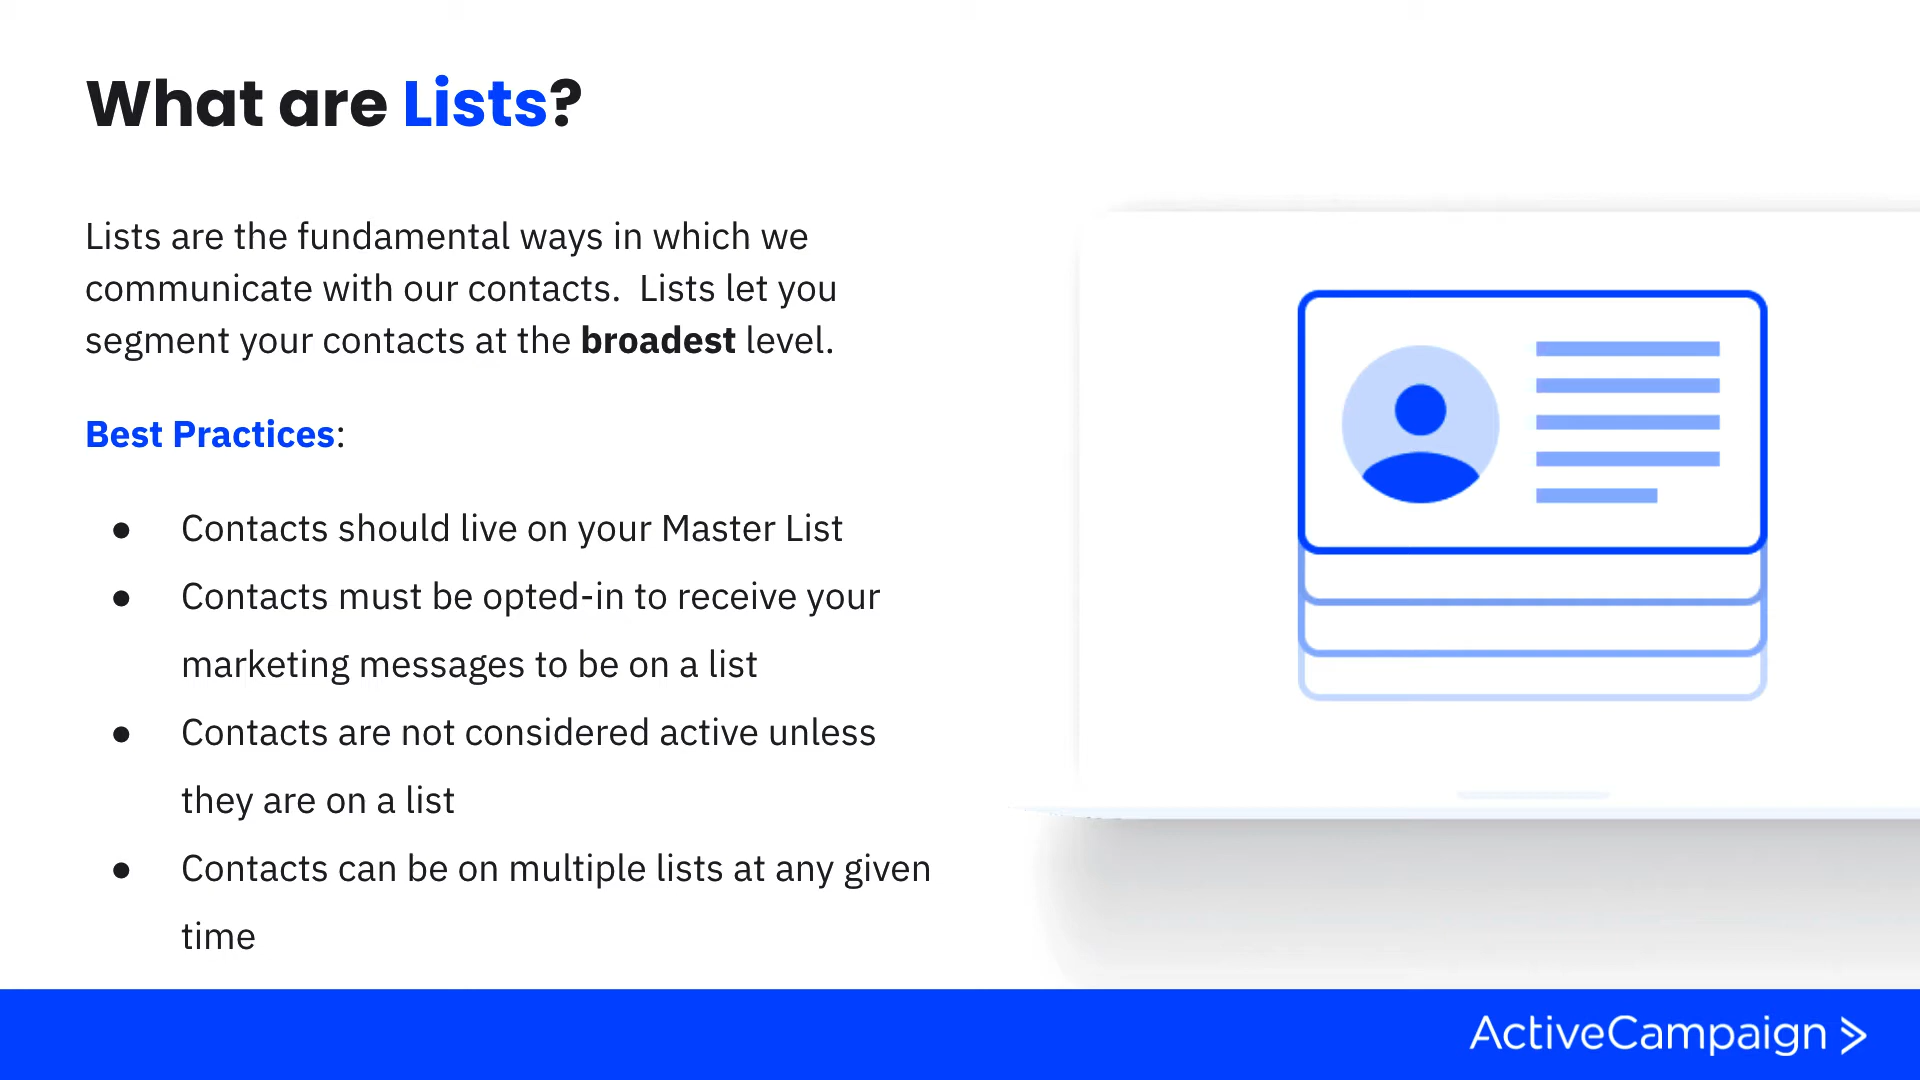 What are Lists?
Lists are the fundamental ways in which we
communicate with our contacts.  Lists let you
segment your contacts at the broadest level.
Best Practices:
● Contacts should live on your Master List
● Contacts must be opted-in to receive your
marketing messages to be on a list
● Contacts are not considered active unless
they are on a list
● Contacts can be on multiple lists at any given
time
ActiveCampaign